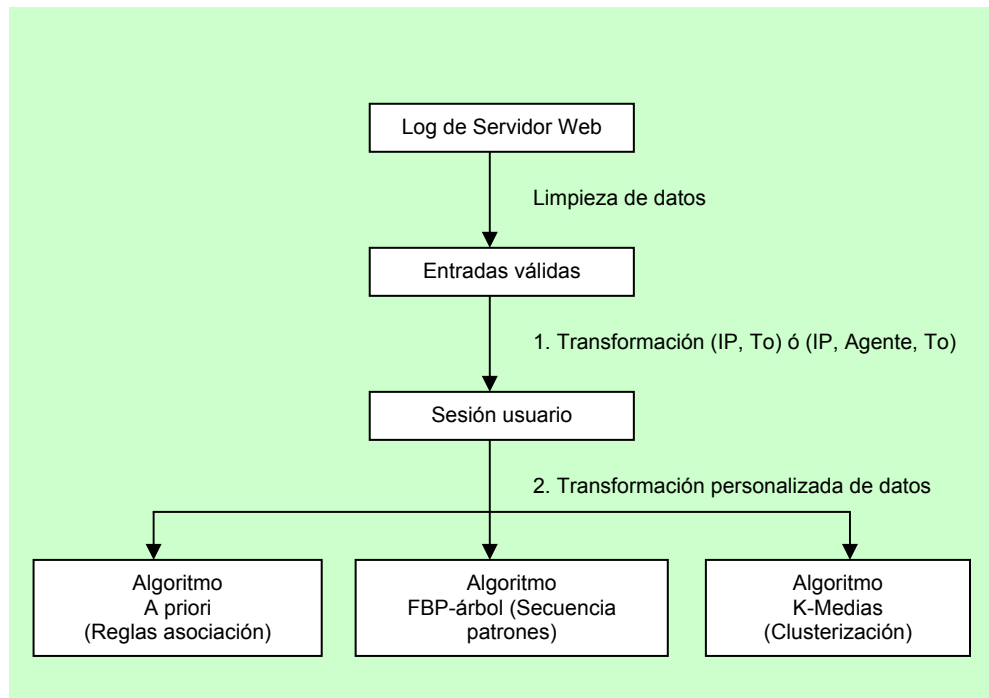 Log de Servidor Web
Limpieza de datos
Entradas válidas
1. Transformación (IP, To) ó (IP, Agente, To)
Sesión usuario
2. Transformación personalizada de datos
Algoritmo
A priori
(Reglas asociación)
Algoritmo
FBP-árbol (Secuencia
patrones)
Algoritmo
K-Medias
(Clusterización)